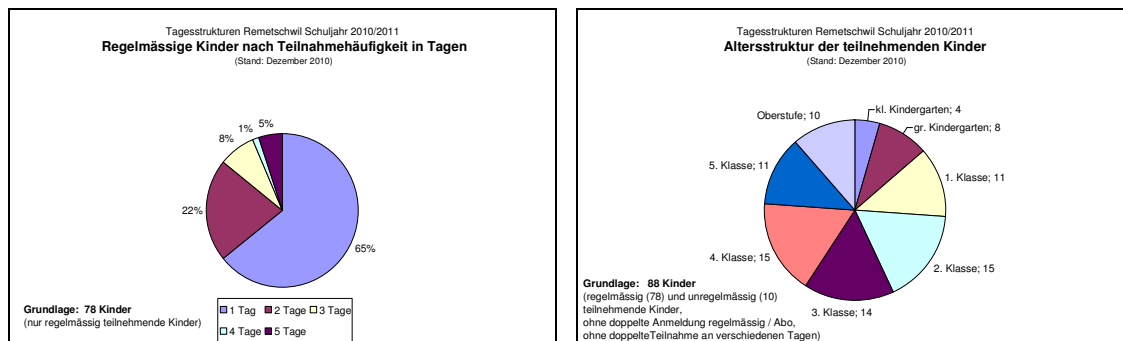 Tagesstrukturen Remetschwil Schuljahr 2010/2011
Regelmässige Kinder nach Teilnahmehäufigkeit in Tagen
(Stand: Dezember 2010)
1%
5%
8%
22%
65%
Grundlage: 78 Kinder
(nur regelmässig teilnehmende Kinder)
1 Tag 2 Tage 3 Tage
4 Tage 5 Tage
Tagesstrukturen Remetschwil Schuljahr 2010/2011
Altersstruktur der teilnehmenden Kinder
(Stand: Dezember 2010)
Oberstufe; 10
kl. Kindergarten; 4
gr. Kindergarten; 8
5. Klasse; 11
1. Klasse; 11
4. Klasse; 15
2. Klasse; 15
3. Klasse; 14
Grundlage: 88 Kinder
(regelmässig (78) und unregelmässig (10)
teilnehmende Kinder,
ohne doppelte Anmeldung regelmässig / Abo,
ohne doppelteTeilnahme an verschiedenen Tagen)